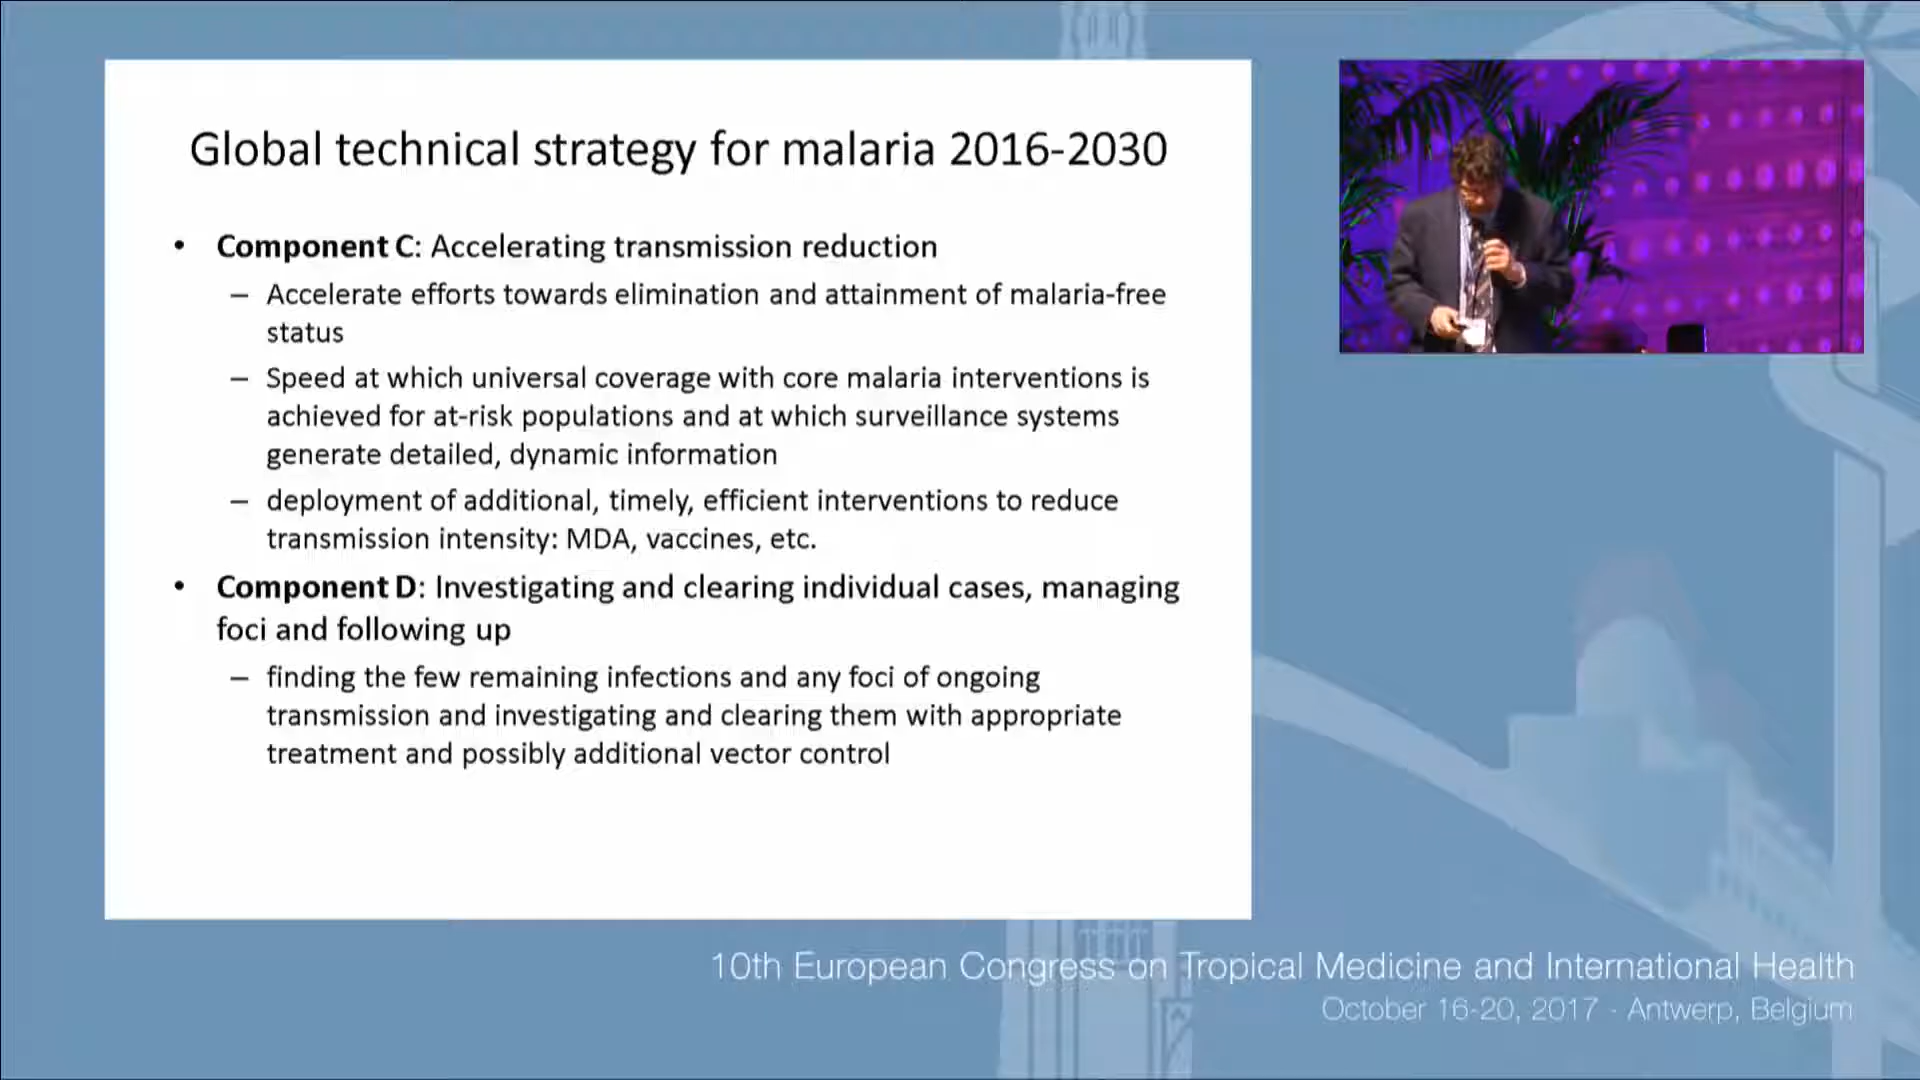 Global technical strategy for malaria 2016-2030
• Component C: Accelerating transmission reduction
– Accelerate efforts towards elimination and attainment of malaria-free
status
– Speed at which universal coverage with core malaria interventions is
achieved for at-risk populations and at which surveillance systems
generate detailed, dynamic information
– deployment of additional, timely, efficient interventions to reduce
transmission intensity: MDA, vaccines, etc.
• Component D: Investigating and clearing individual cases, managing
foci and following up
– finding the few remaining infections and any foci of ongoing
transmission and investigating and clearing them with appropriate
treatment and possibly additional vector control
10th European Congress on Tropical Medicine and International Health
October 16-20, 2017 - Antwerp, Belgium